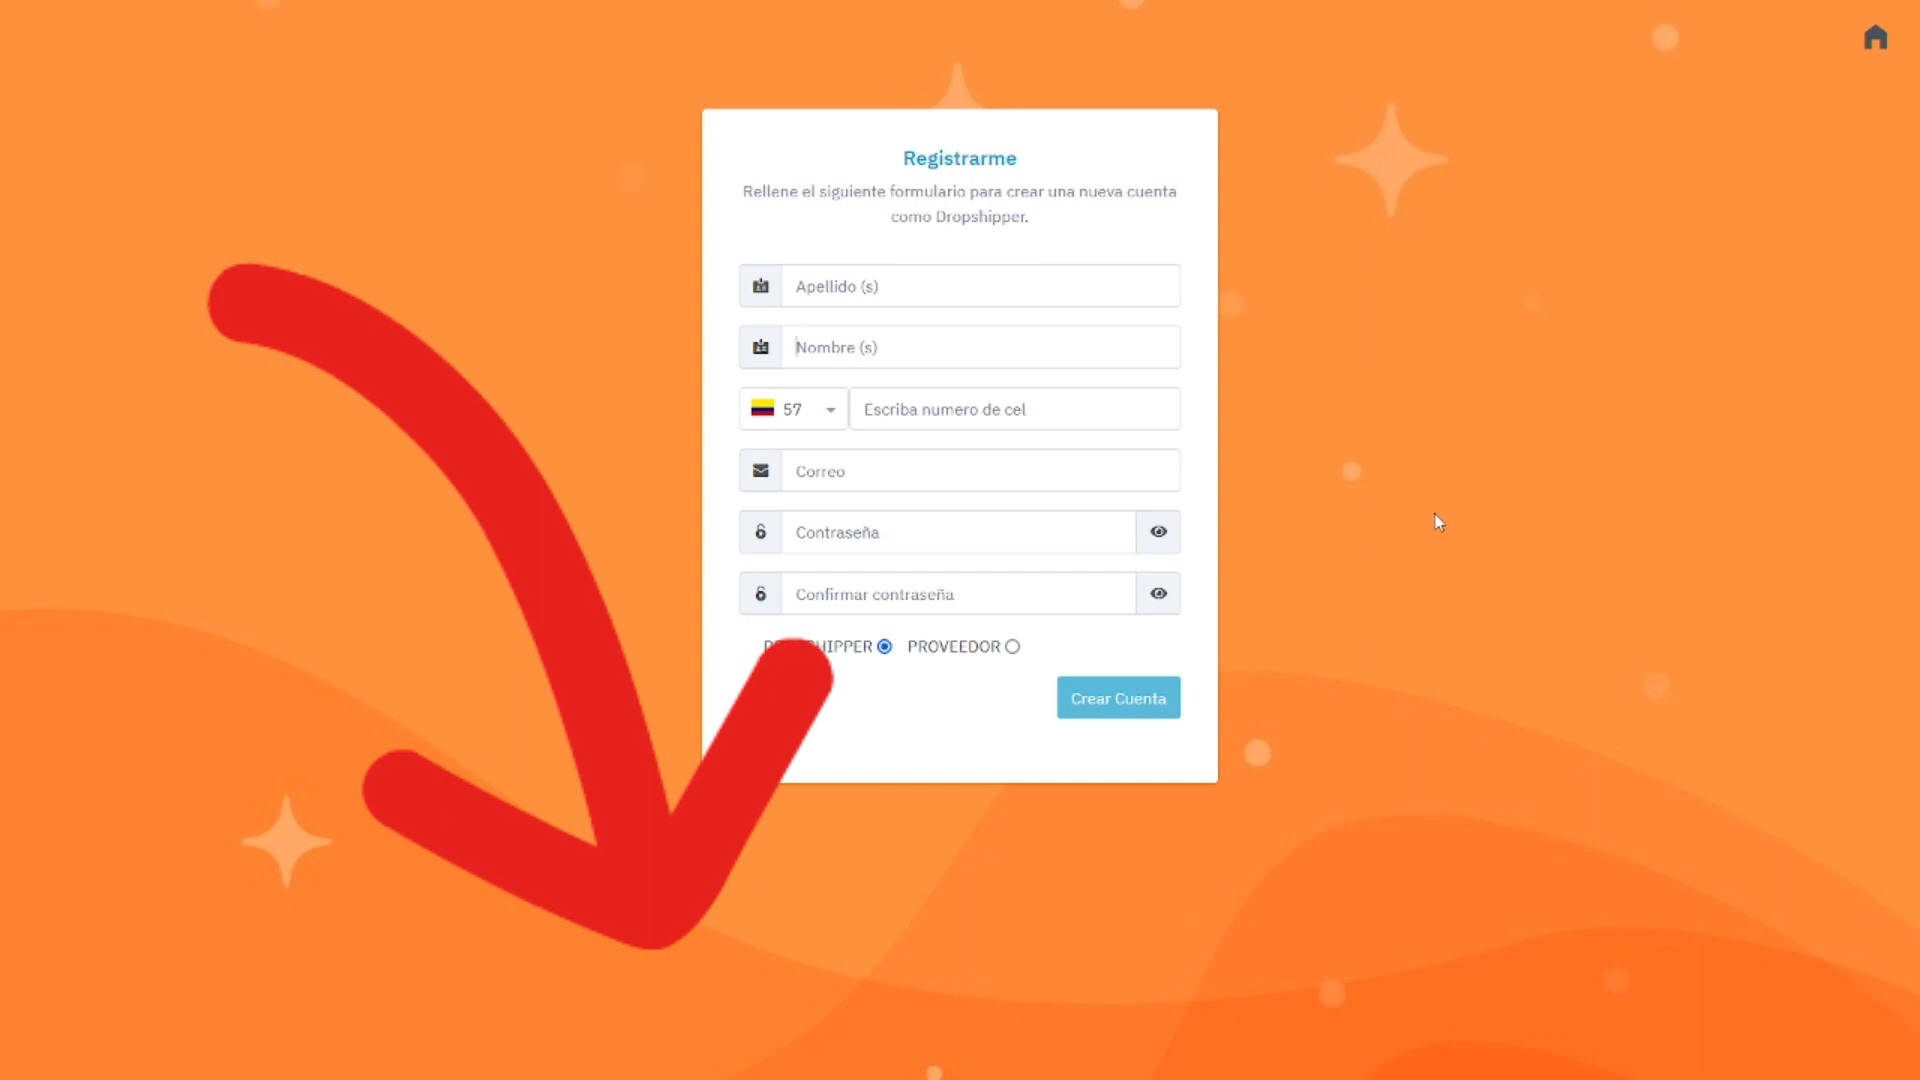 Registrarme
Rellene el siguiente formulario para crear una nueva cuenta
como Dropshipper.
Apellido (s)
Nombre (s)
57
Escriba numero de cel
Correo
Contraseña
Confirmar contraseña
PROVEEDOR
Crear Cuenta